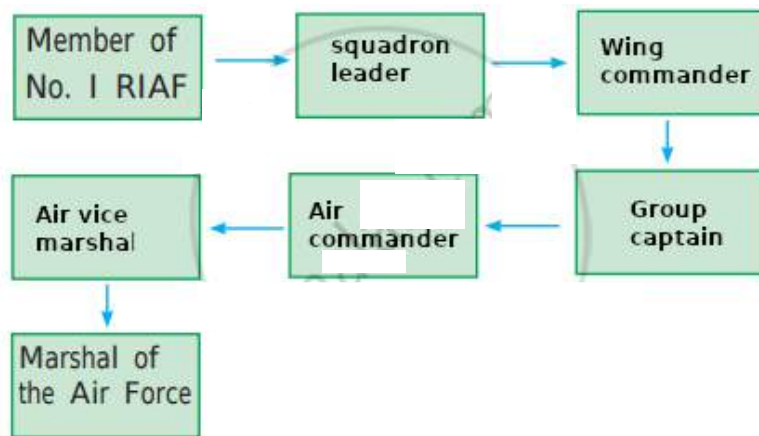 Member of
No. I RIAF
squadron
leader
Wing
commander
Group
captain
Air
commander
Air vice
marshal
Marshal of
the Air Force